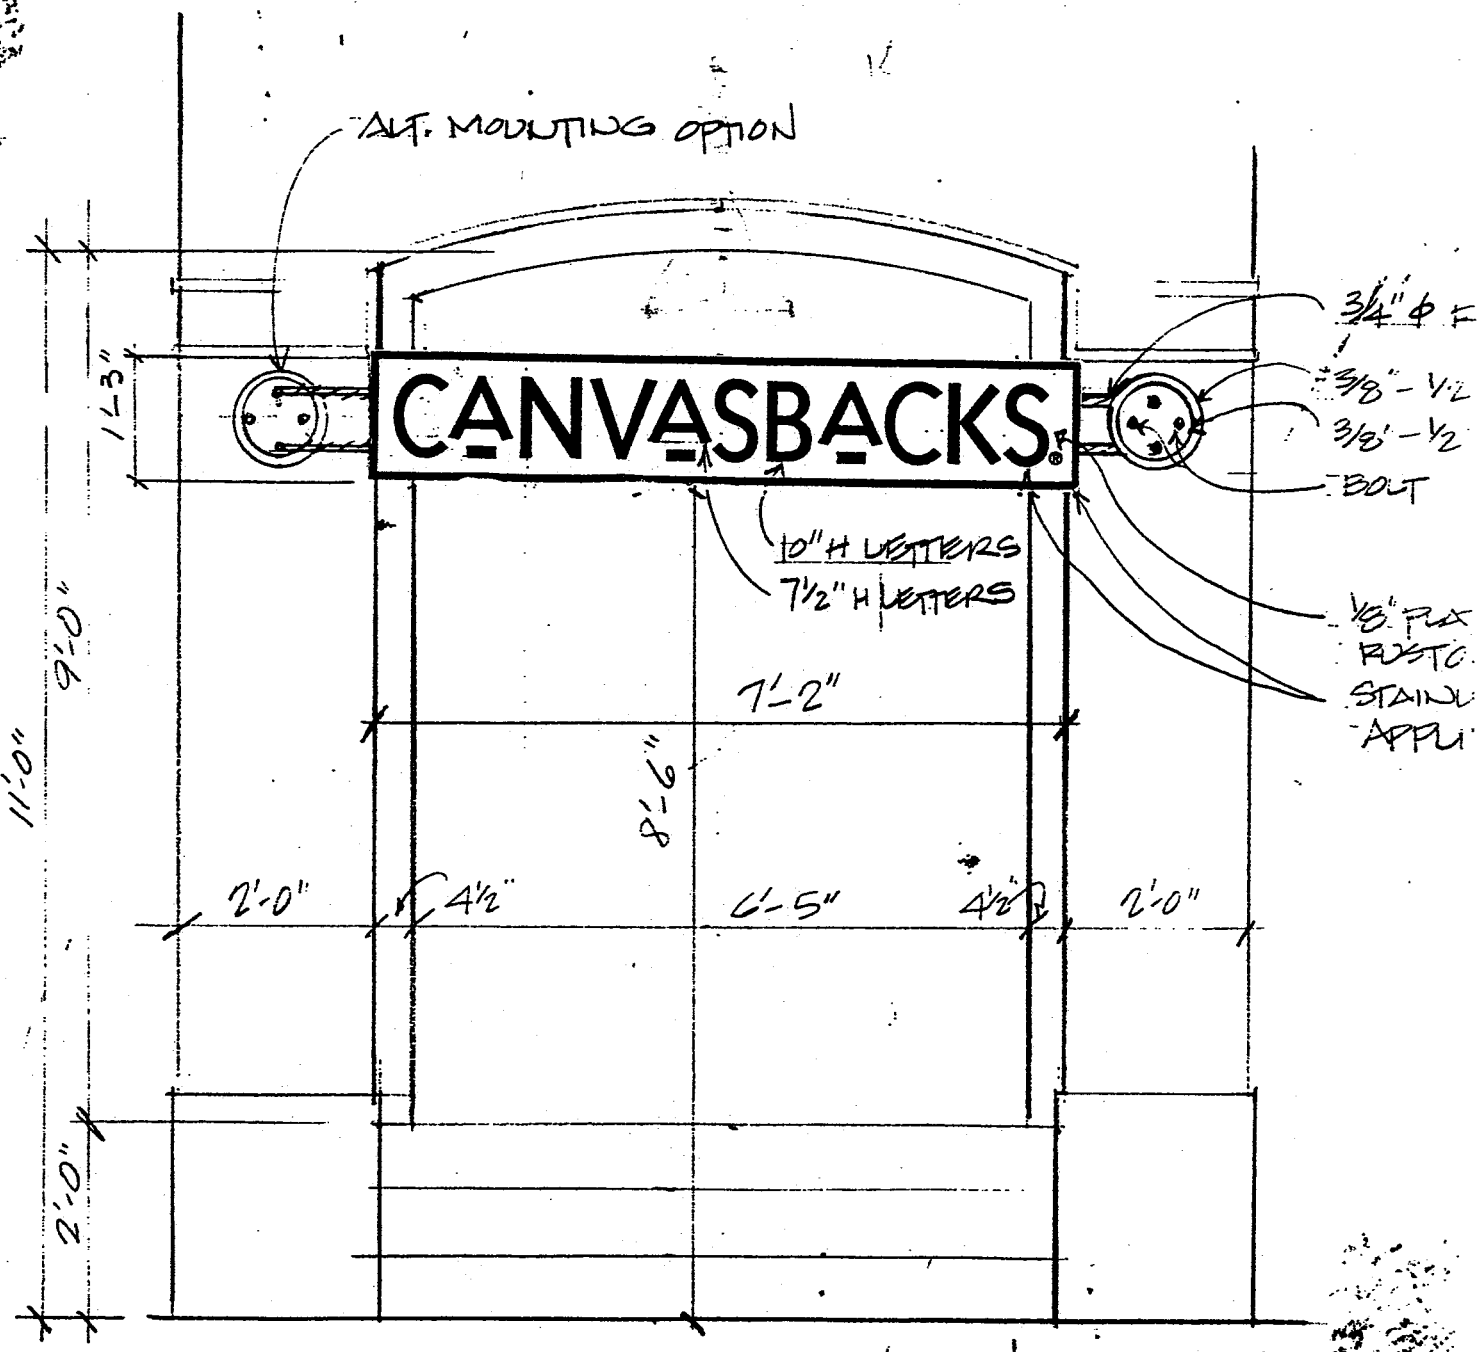 ALT. MOUNTING OPTION
3/4" ϕ F
3/8" - 1/2
1'-3"
CANVASBACKS®
3/8' - 1/2
BOLT
10" H LETTERS
7 1/2" H LETTERS
9'-0"
1/8" PLA
RUSTO
STAINL
APPLI
7'-2"
11'-0"
8'-6"
2'-0"
4 1/2"
6'-5"
4 1/2"
2'-0"
2'-0"